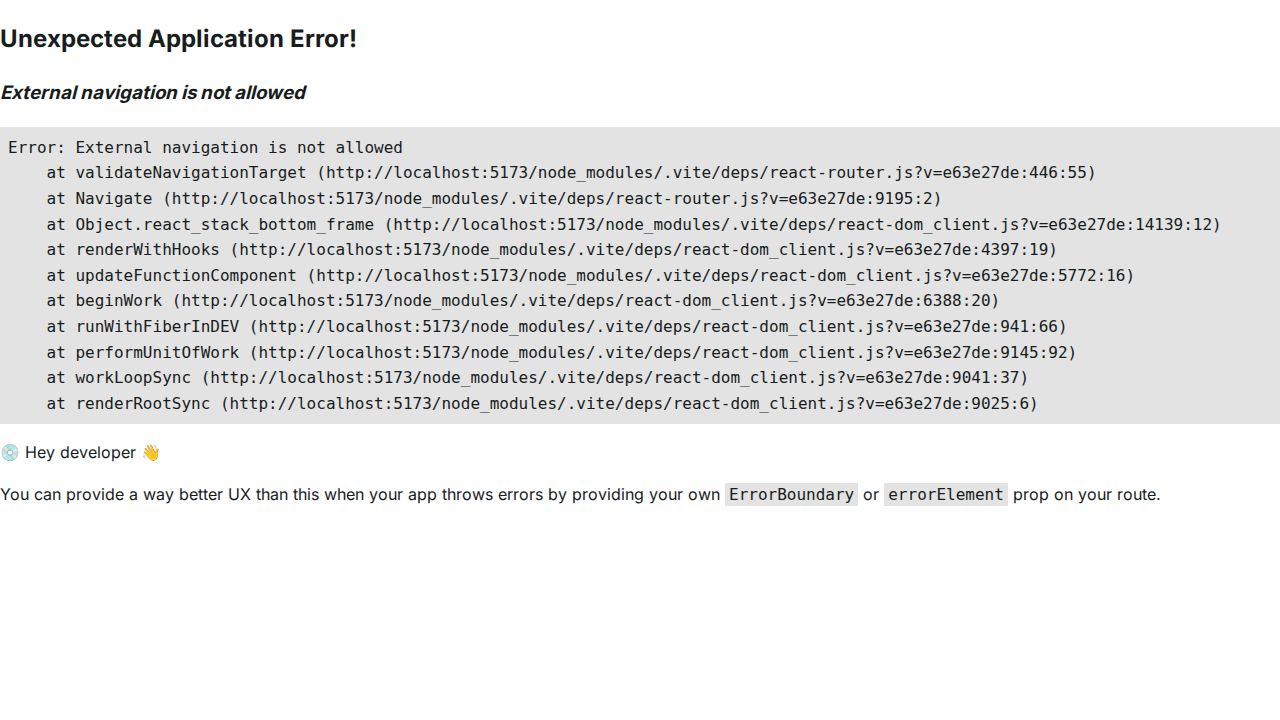 Unexpected Application Error!
External navigation is not allowed
Error: External navigation is not allowed
    at validateNavigationTarget (http://localhost:5173/node_modules/.vite/deps/react-router.js?v=e63e27de:446:55)
    at Navigate (http://localhost:5173/node_modules/.vite/deps/react-router.js?v=e63e27de:9195:2)
    at Object.react_stack_bottom_frame (http://localhost:5173/node_modules/.vite/deps/react-dom_client.js?v=e63e27de:14139:12)
    at renderWithHooks (http://localhost:5173/node_modules/.vite/deps/react-dom_client.js?v=e63e27de:4397:19)
    at updateFunctionComponent (http://localhost:5173/node_modules/.vite/deps/react-dom_client.js?v=e63e27de:5772:16)
    at beginWork (http://localhost:5173/node_modules/.vite/deps/react-dom_client.js?v=e63e27de:6388:20)
    at runWithFiberInDEV (http://localhost:5173/node_modules/.vite/deps/react-dom_client.js?v=e63e27de:941:66)
    at performUnitOfWork (http://localhost:5173/node_modules/.vite/deps/react-dom_client.js?v=e63e27de:9145:92)
    at workLoopSync (http://localhost:5173/node_modules/.vite/deps/react-dom_client.js?v=e63e27de:9041:37)
    at renderRootSync (http://localhost:5173/node_modules/.vite/deps/react-dom_client.js?v=e63e27de:9025:6)
💿 Hey developer 👋
You can provide a way better UX than this when your app throws errors by providing your own ErrorBoundary or errorElement prop on your route.